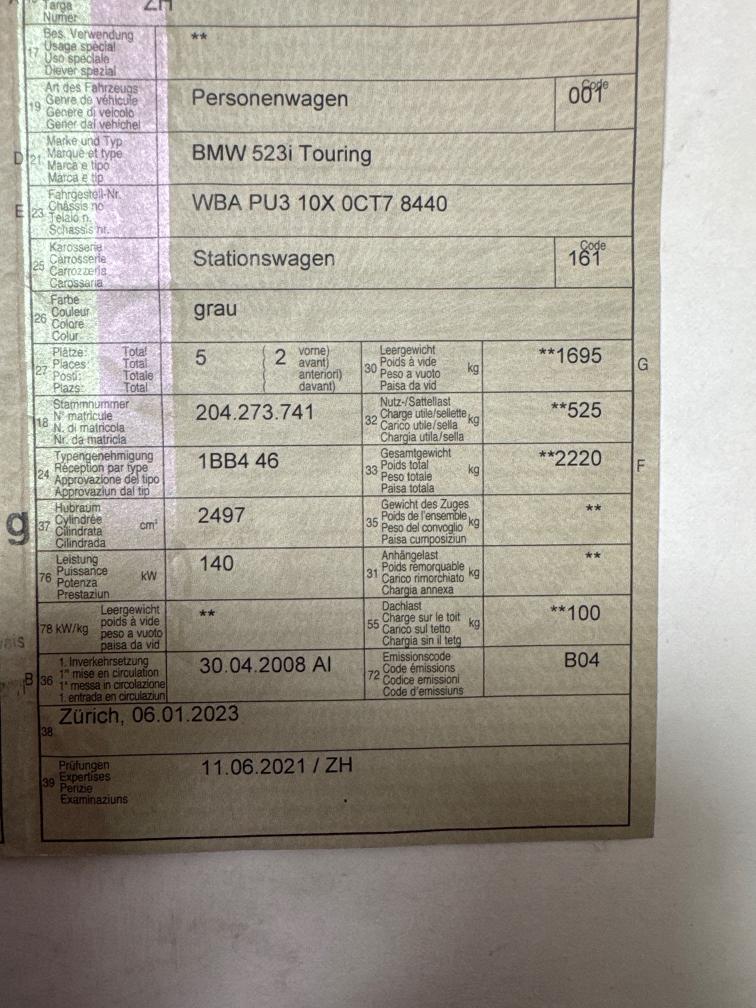 Targa
Numer
ZH
17 Bes. Verwendung
Usage spécial
Uso speciale
Diever spezial
**
19 Art des Fahrzeugs
Genre de véhicule
Genere di veicolo
Gener dal vehichel
Personenwagen
Code
001
D 21 Marke und Typ
Marque et type
Marca e tipo
Marca e tip
BMW 523i Touring
E 23 Fahrgestell-Nr.
Châssis no
Telaio n.
Schassis nr.
WBA PU3 10X 0CT7 8440
25 Karosserie
Carrosserie
Carrozzeria
Carossaria
Stationswagen
Code
161
26 Farbe
Couleur
Colore
Colur
grau
27 Plätze: Total
Places: Total
Posti: Totale
Plazs: Total
5
2 vorne)
avant)
anteriori)
davant)
30 Leergewicht
Poids à vide
Peso a vuoto
Paisa da vid
kg
**1695
G
18 Stammnummer
N° matricule
N. di matricola
Nr. da matricla
204.273.741
32 Nutz-/Sattellast
Charge utile/sellette
Carico utile/sella
Chargia utila/sella
kg
**525
24 Typengenehmigung
Réception par type
Approvazione del tipo
Approvaziun dal tip
1BB4 46
33 Gesamtgewicht
Poids total
Peso totale
Paisa totala
kg
**2220
F
g
37 Hubraum
Cylindrée
Cilindrata
Cilindrada
cm³
2497
35 Gewicht des Zuges
Poids de l'ensemble
Peso del convoglio
Paisa cumposiziun
kg
**
76 Leistung
Puissance
Potenza
Prestaziun
kW
140
31 Anhängelast
Poids remorquable
Carico rimorchiato
Chargia annexa
kg
**
78 kW/kg
Leergewicht
poids à vide
peso a vuoto
paisa da vid
**
55 Dachlast
Charge sur le toit
Carico sul tetto
Chargia sin il tetg
kg
**100
B 36 1. Inverkehrsetzung
1re mise en circulation
1a messa in circolazione
1. entrada en circulaziun
30.04.2008 AI
72 Emissionscode
Code émissions
Codice emissioni
Code d'emissiuns
B04
38
Zürich, 06.01.2023
39 Prüfungen
Expertises
Perizie
Examinaziuns
11.06.2021 / ZH